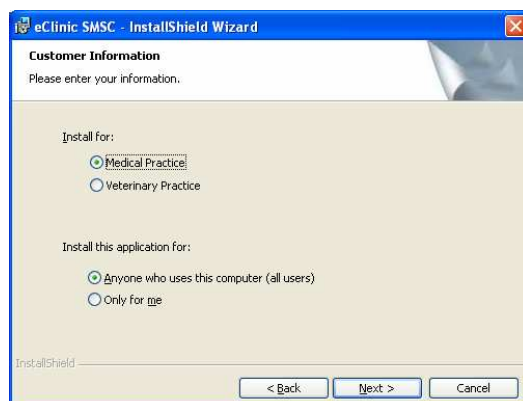 eClinic SMSC - InstallShield Wizard
Customer Information
Please enter your information.
Install for:
Medical Practice
Veterinary Practice
Install this application for:
Anyone who uses this computer (all users)
Only for me
InstallShield
< Back
Next >
Cancel